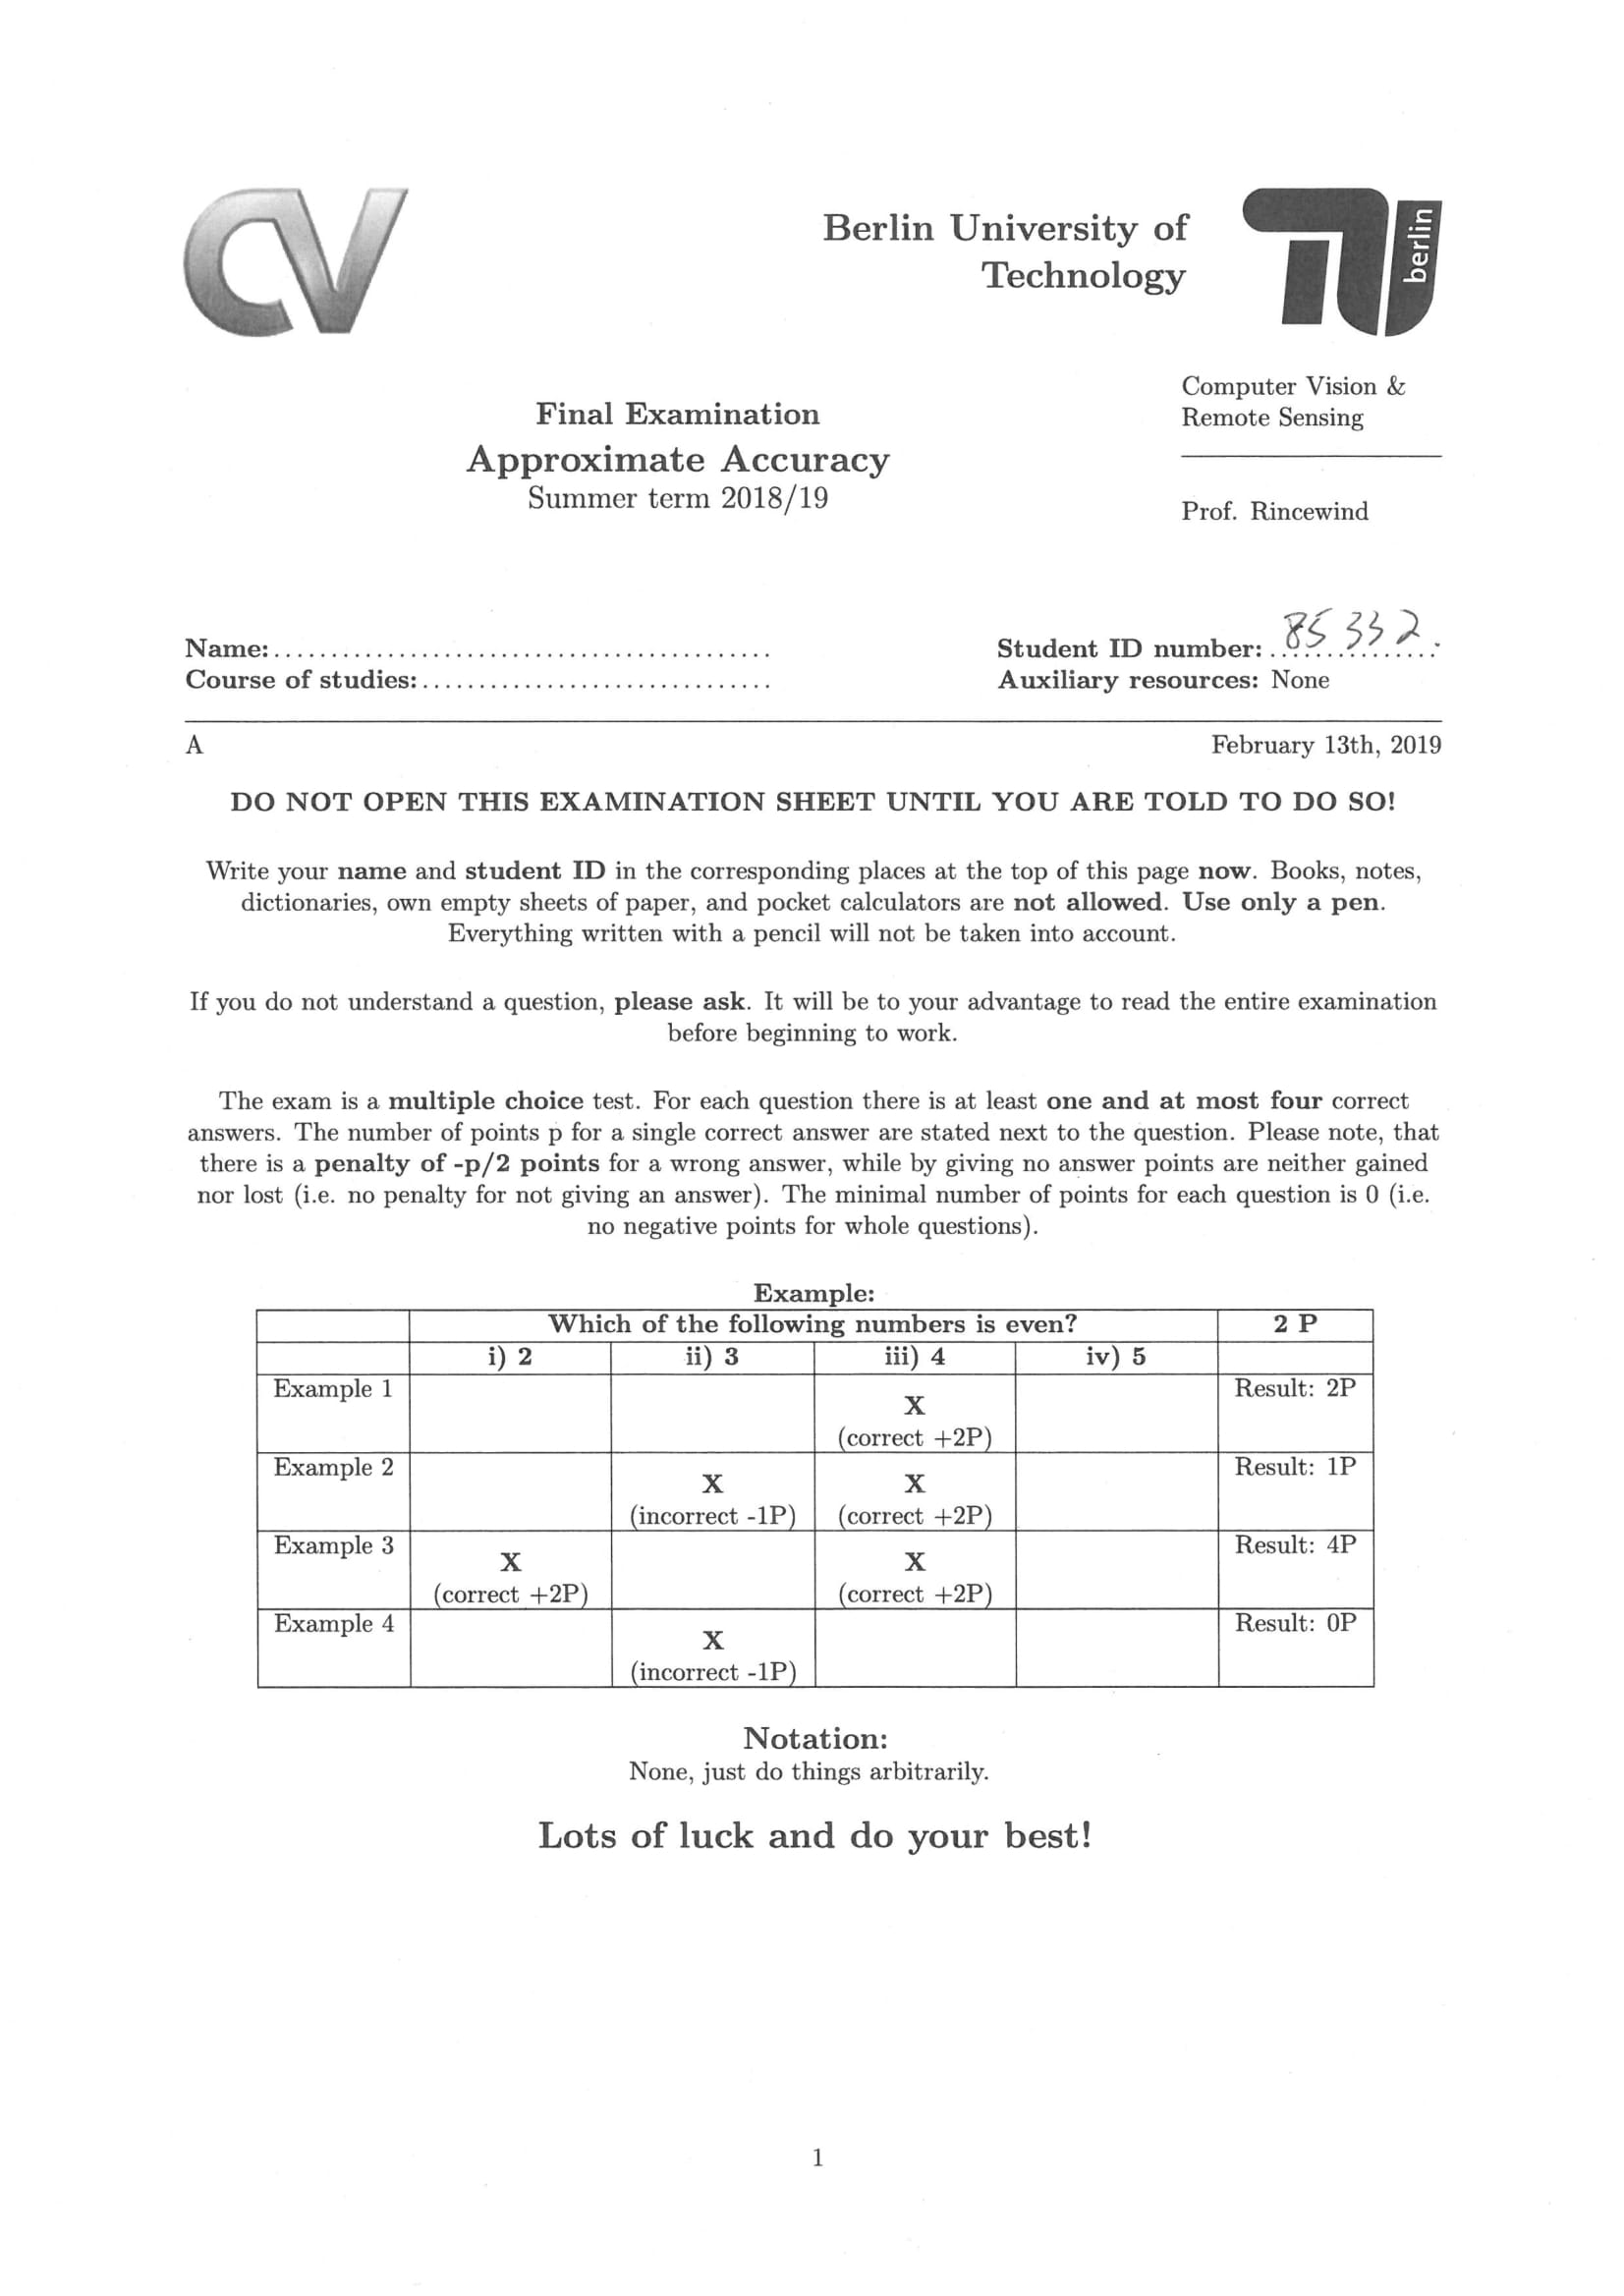 CV
Berlin University of
Technology
berlin
Computer Vision &
Remote Sensing
Final Examination
Approximate Accuracy
Summer term 2018/19
Prof. Rincewind
Name:...........................................
Student ID number: 85332
Course of studies:..............................
Auxiliary resources: None
A
February 13th, 2019
DO NOT OPEN THIS EXAMINATION SHEET UNTIL YOU ARE TOLD TO DO SO!
Write your name and student ID in the corresponding places at the top of this page now. Books, notes,
dictionaries, own empty sheets of paper, and pocket calculators are not allowed. Use only a pen.
Everything written with a pencil will not be taken into account.
If you do not understand a question, please ask. It will be to your advantage to read the entire examination
before beginning to work.
The exam is a multiple choice test. For each question there is at least one and at most four correct
answers. The number of points p for a single correct answer are stated next to the question. Please note, that
there is a penalty of -p/2 points for a wrong answer, while by giving no answer points are neither gained
nor lost (i.e. no penalty for not giving an answer). The minimal number of points for each question is 0 (i.e.
no negative points for whole questions).
Example:
Which of the following numbers is even? 2 P
i) 2 ii) 3 iii) 4 iv) 5
Example 1 Result: 2P
X
(correct +2P)
Example 2 Result: 1P
X X
(incorrect -1P) (correct +2P)
Example 3 Result: 4P
X X
(correct +2P) (correct +2P)
Example 4 Result: 0P
X
(incorrect -1P)
Notation:
None, just do things arbitrarily.
Lots of luck and do your best!
1